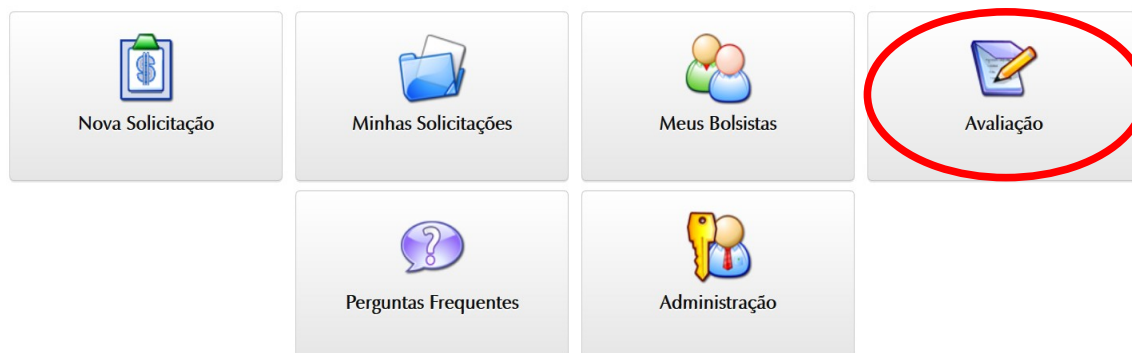 Nova Solicitação
Minhas Solicitações
Meus Bolsistas
Avaliação
Perguntas Frequentes
Administração